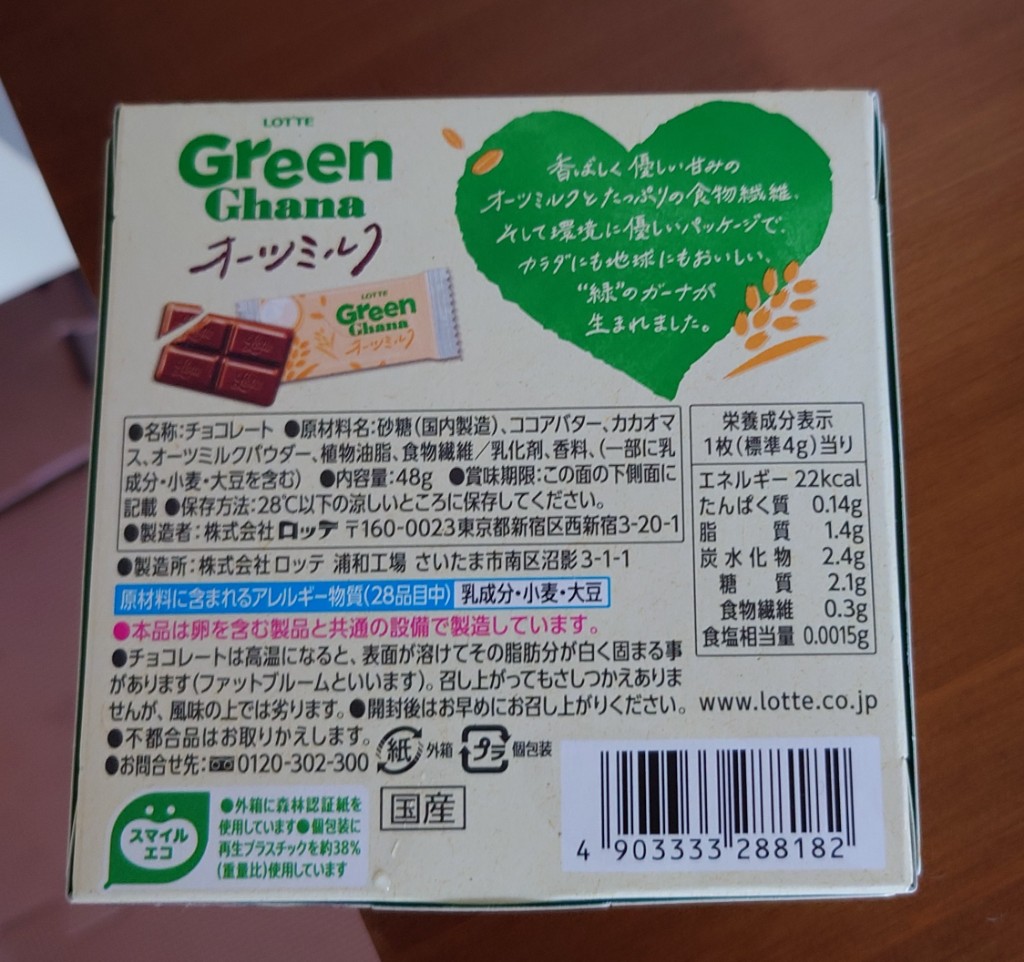 LOTTE
Green
Ghana
オーツミルク
香ばしく優しい甘みの
オーツミルクとたっぷりの食物繊維。
そして環境に優しいパッケージで、
カラダにも地球にもおいしい、
“緑”のガーナが
生まれました。
LOTTE
Green
Ghana
オーツミルク
●名称:チョコレート ●原材料名:砂糖(国内製造)、ココアバター、カカオマ
ス、オーツミルクパウダー、植物油脂、食物繊維/乳化剤、香料、(一部に乳
成分・小麦・大豆を含む) ●内容量:48g ●賞味期限:この面の下側面に
記載 ●保存方法:28℃以下の涼しいところに保存してください。
●製造者:株式会社ロッテ 〒160-0023東京都新宿区西新宿3-20-1
●製造所:株式会社ロッテ 浦和工場 さいたま市南区沼影3-1-1
原材料に含まれるアレルギー物質(28品目中) 乳成分・小麦・大豆
●本品は卵を含む製品と共通の設備で製造しています。
●チョコレートは高温になると、表面が溶けてその脂肪分が白く固まる事
があります(ファットブルームといいます)。召し上がってもさしつかえありま
せんが、風味の上では劣ります。●開封後はお早めにお召し上がりください。
●不都合品はお取りかえします。
●お問合せ先:0120-302-300
紙 外箱 プラ 個包装
栄養成分表示
1枚(標準4g)当り
エネルギー 22kcal
たんぱく質 0.14g
脂質 1.4g
炭水化物 2.4g
糖質 2.1g
食物繊維 0.3g
食塩相当量 0.0015g
www.lotte.co.jp
スマイル
エコ
●外箱に森林認証紙を
使用しています●個包装に
再生プラスチックを約38%
(重量比)使用しています
国産
4 903333 288182